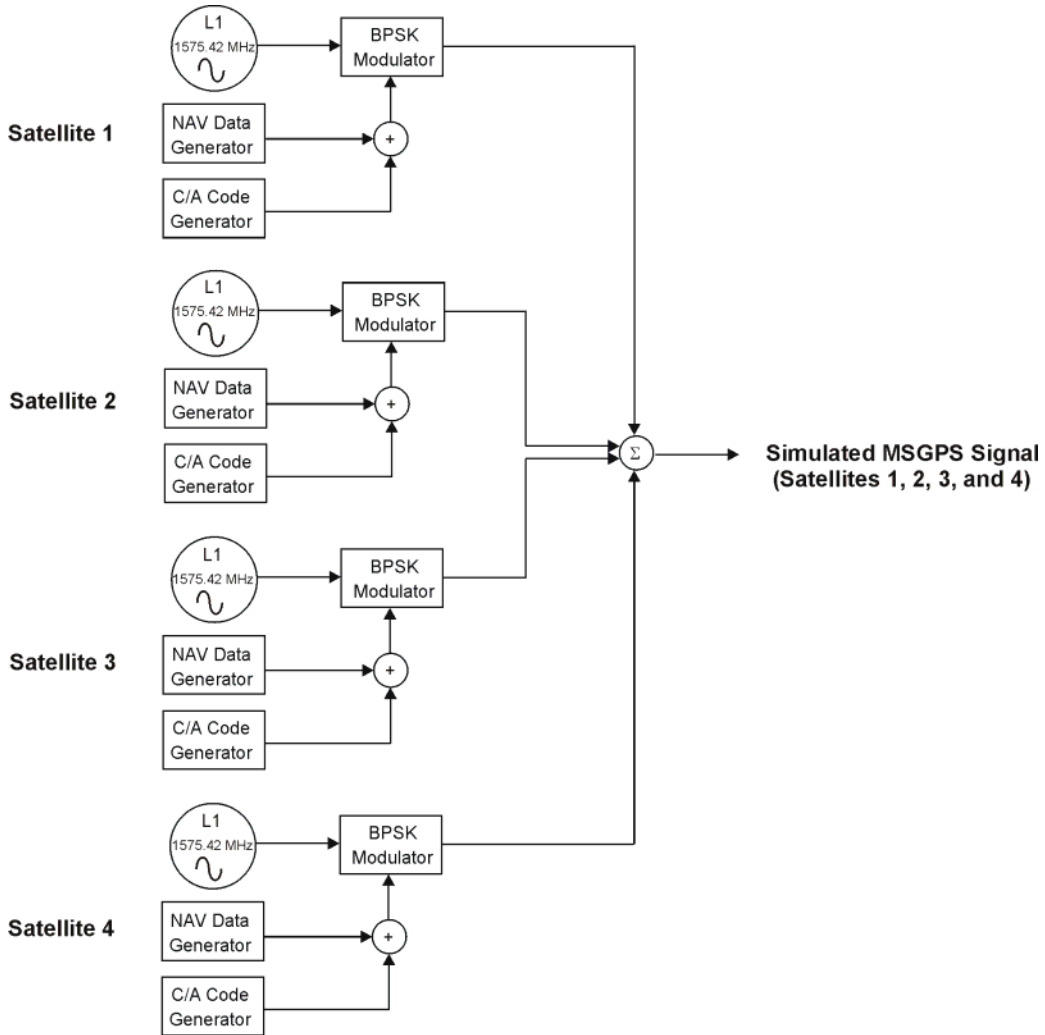 L1
1575.42 MHz
BPSK
Modulator
Satellite 1
NAV Data
Generator
+
C/A Code
Generator
L1
1575.42 MHz
BPSK
Modulator
Satellite 2
NAV Data
Generator
+
C/A Code
Generator
Σ
Simulated MSGPS Signal
(Satellites 1, 2, 3, and 4)
L1
1575.42 MHz
BPSK
Modulator
Satellite 3
NAV Data
Generator
+
C/A Code
Generator
L1
1575.42 MHz
BPSK
Modulator
Satellite 4
NAV Data
Generator
+
C/A Code
Generator